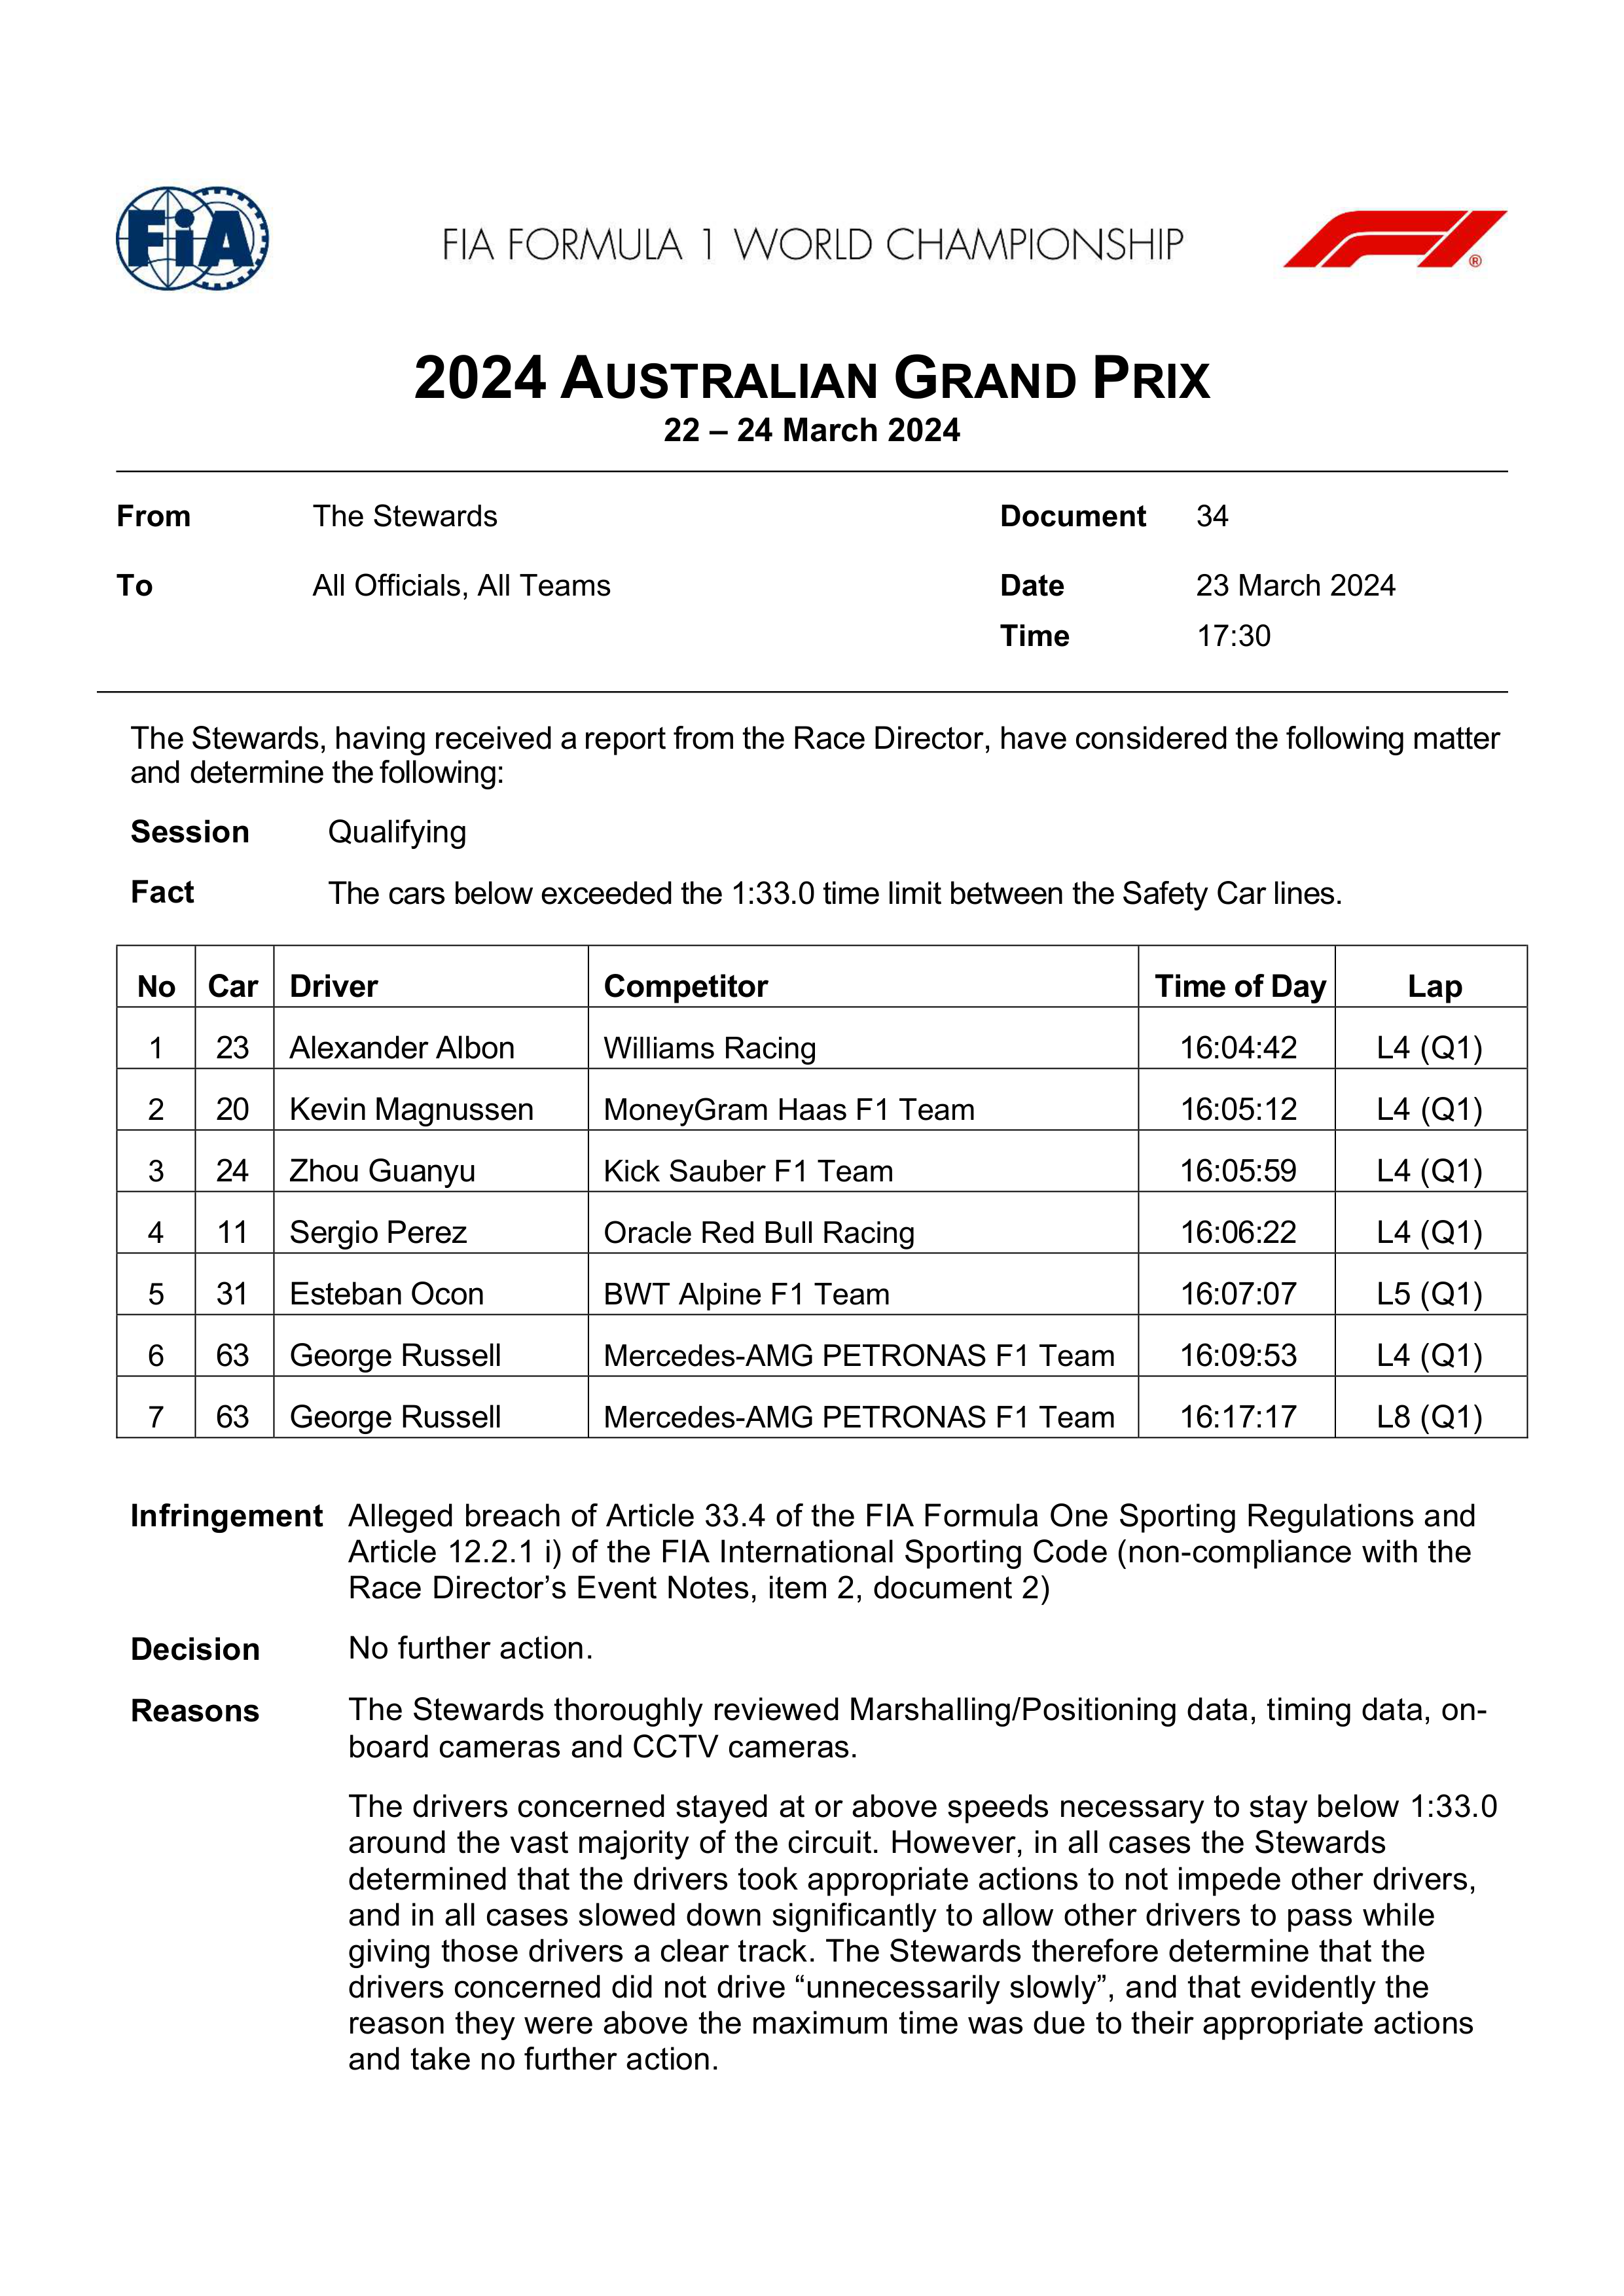 FIA
FIA FORMULA 1 WORLD CHAMPIONSHIP
F1®
2024 AUSTRALIAN GRAND PRIX
22 – 24 March 2024
From The Stewards Document 34
To All Officials, All Teams Date 23 March 2024
Time 17:30
The Stewards, having received a report from the Race Director, have considered the following matter
and determine the following:
Session Qualifying
Fact The cars below exceeded the 1:33.0 time limit between the Safety Car lines.
No Car Driver Competitor Time of Day Lap
1 23 Alexander Albon Williams Racing 16:04:42 L4 (Q1)
2 20 Kevin Magnussen MoneyGram Haas F1 Team 16:05:12 L4 (Q1)
3 24 Zhou Guanyu Kick Sauber F1 Team 16:05:59 L4 (Q1)
4 11 Sergio Perez Oracle Red Bull Racing 16:06:22 L4 (Q1)
5 31 Esteban Ocon BWT Alpine F1 Team 16:07:07 L5 (Q1)
6 63 George Russell Mercedes-AMG PETRONAS F1 Team 16:09:53 L4 (Q1)
7 63 George Russell Mercedes-AMG PETRONAS F1 Team 16:17:17 L8 (Q1)
Infringement Alleged breach of Article 33.4 of the FIA Formula One Sporting Regulations and
Article 12.2.1 i) of the FIA International Sporting Code (non-compliance with the
Race Director’s Event Notes, item 2, document 2)
Decision No further action.
Reasons The Stewards thoroughly reviewed Marshalling/Positioning data, timing data, on-
board cameras and CCTV cameras.
The drivers concerned stayed at or above speeds necessary to stay below 1:33.0
around the vast majority of the circuit. However, in all cases the Stewards
determined that the drivers took appropriate actions to not impede other drivers,
and in all cases slowed down significantly to allow other drivers to pass while
giving those drivers a clear track. The Stewards therefore determine that the
drivers concerned did not drive “unnecessarily slowly”, and that evidently the
reason they were above the maximum time was due to their appropriate actions
and take no further action.